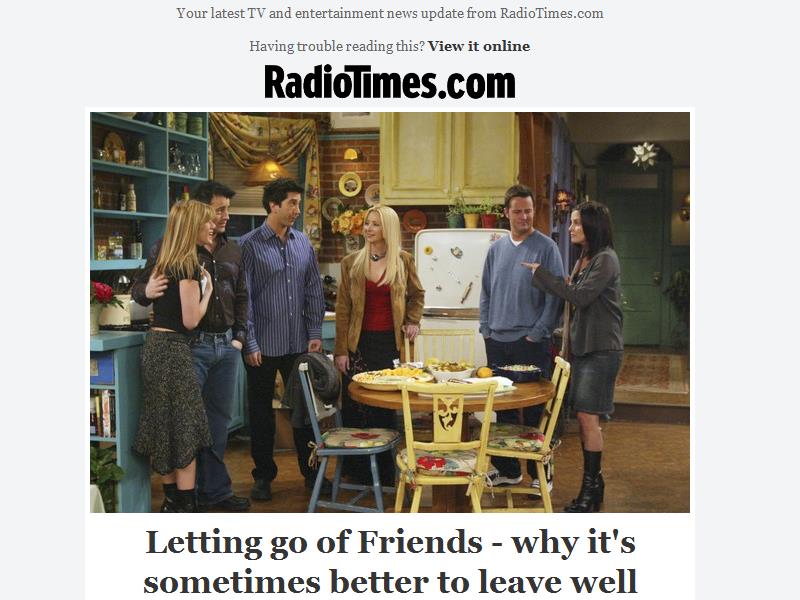 Your latest TV and entertainment news update from RadioTimes.com
Having trouble reading this? View it online
RadioTimes.com
Letting go of Friends - why it's
sometimes better to leave well